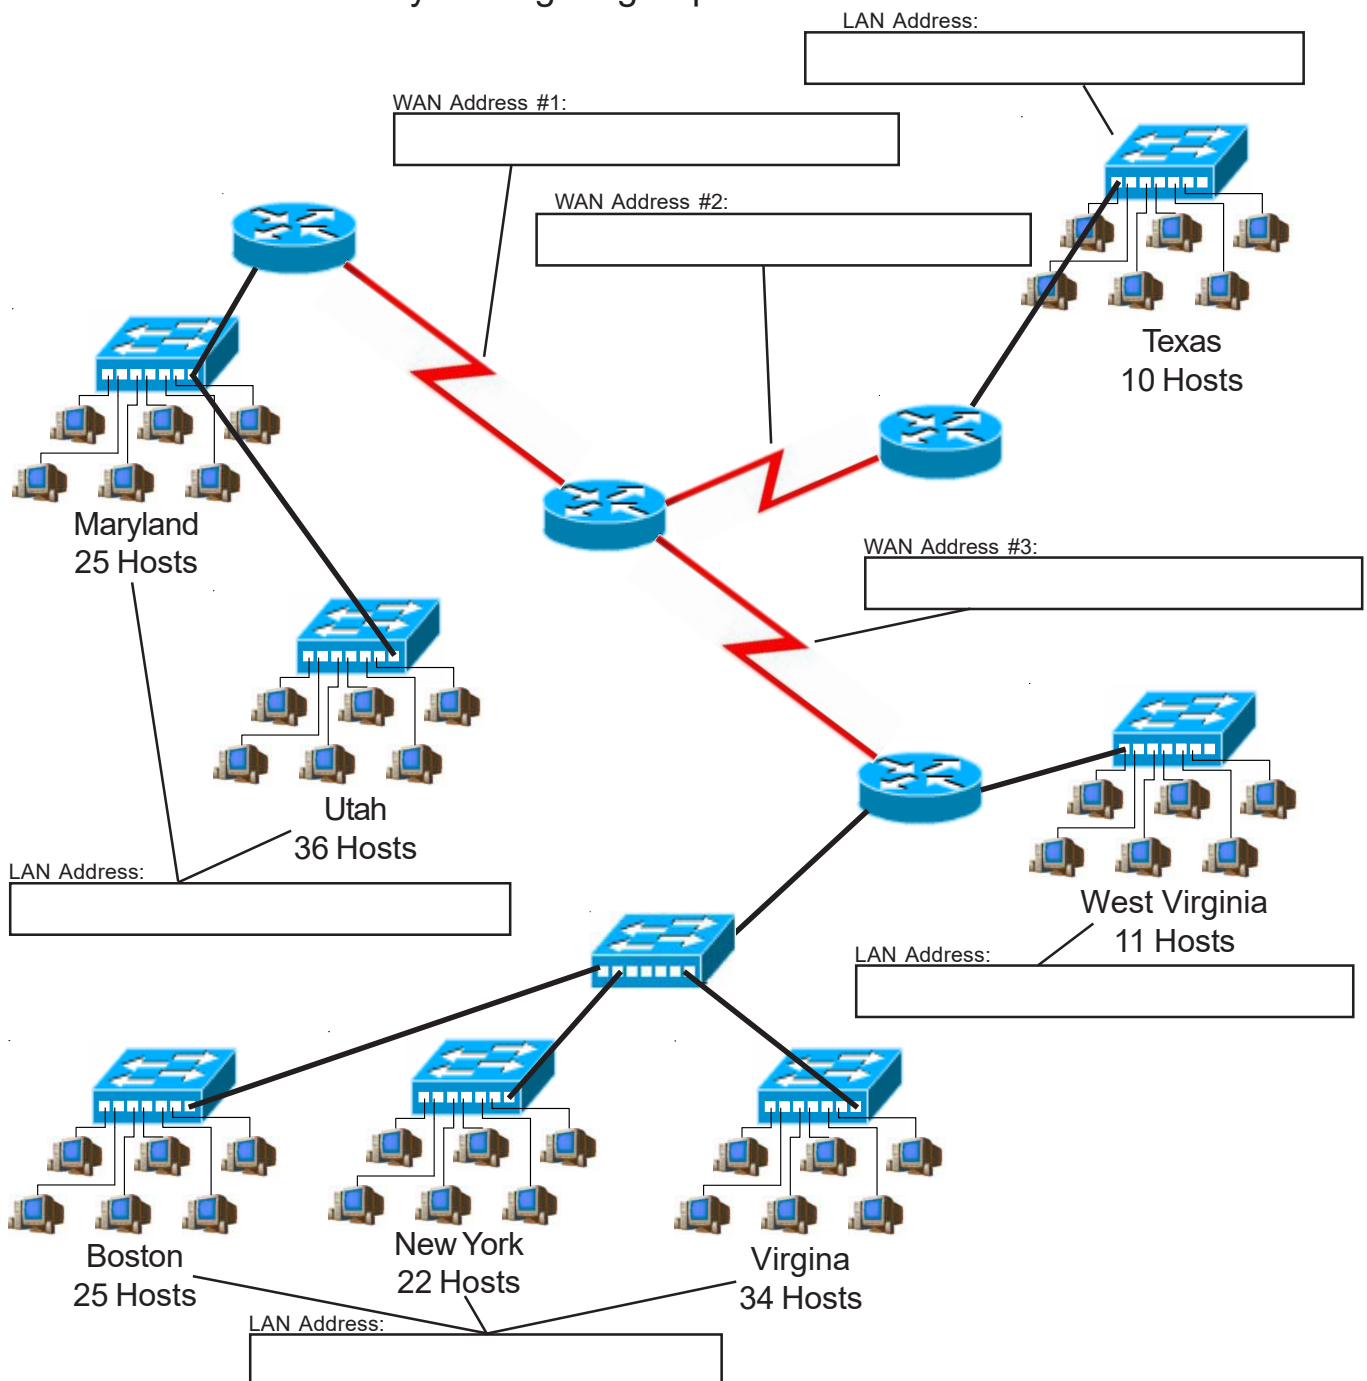 LAN Address:
WAN Address #1:
WAN Address #2:
Texas
10 Hosts
Maryland
25 Hosts
WAN Address #3:
Utah
36 Hosts
LAN Address:
West Virginia
11 Hosts
LAN Address:
Boston
25 Hosts
New York
22 Hosts
Virgina
34 Hosts
LAN Address: